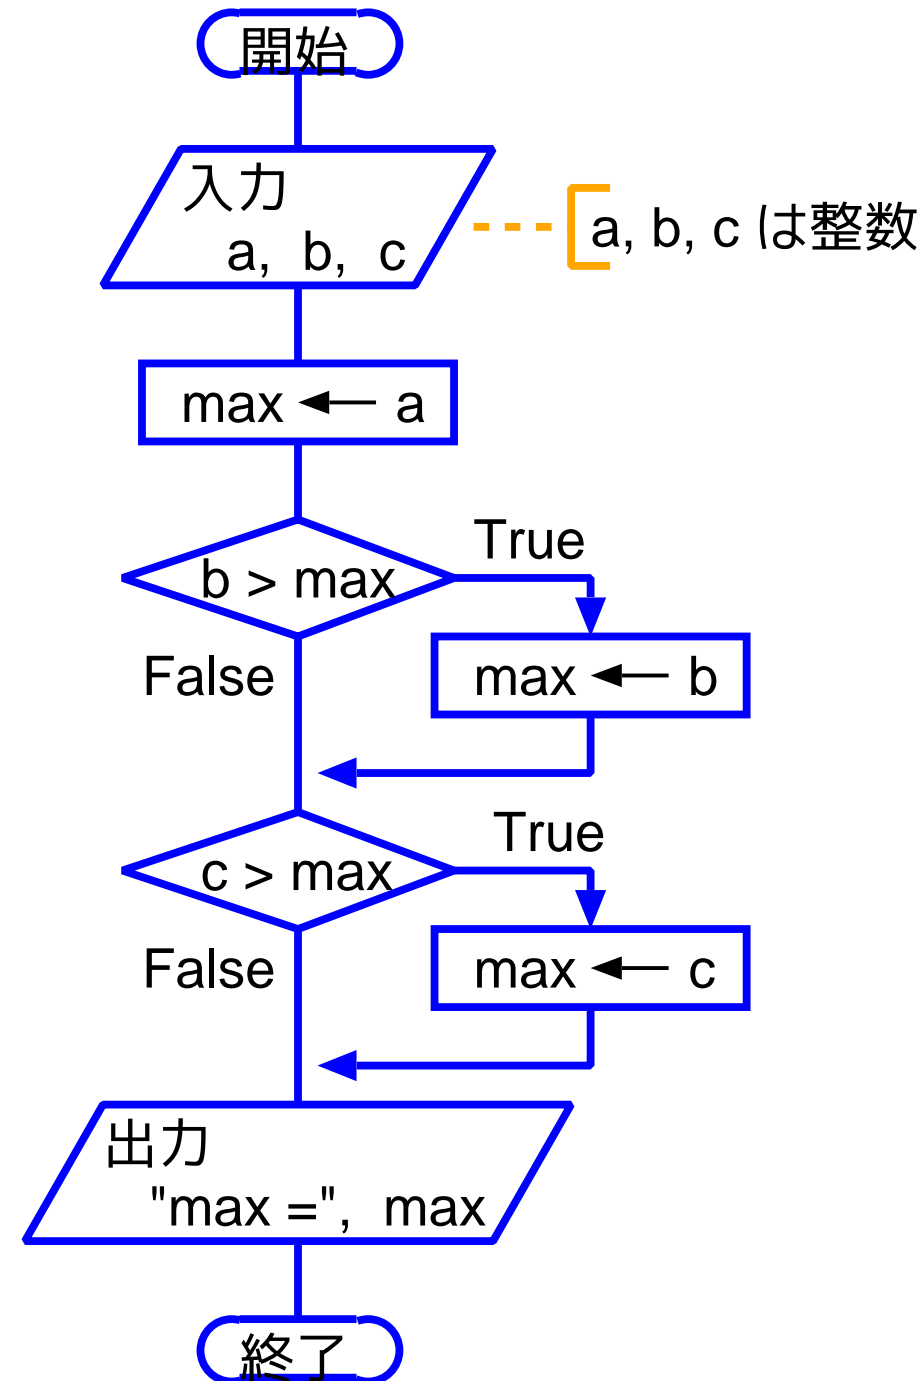 開始
入力
a, b, c
a, b, c は整数
max ← a
b > max
True
False
max ← b
c > max
True
False
max ← c
出力
"max =", max
終了